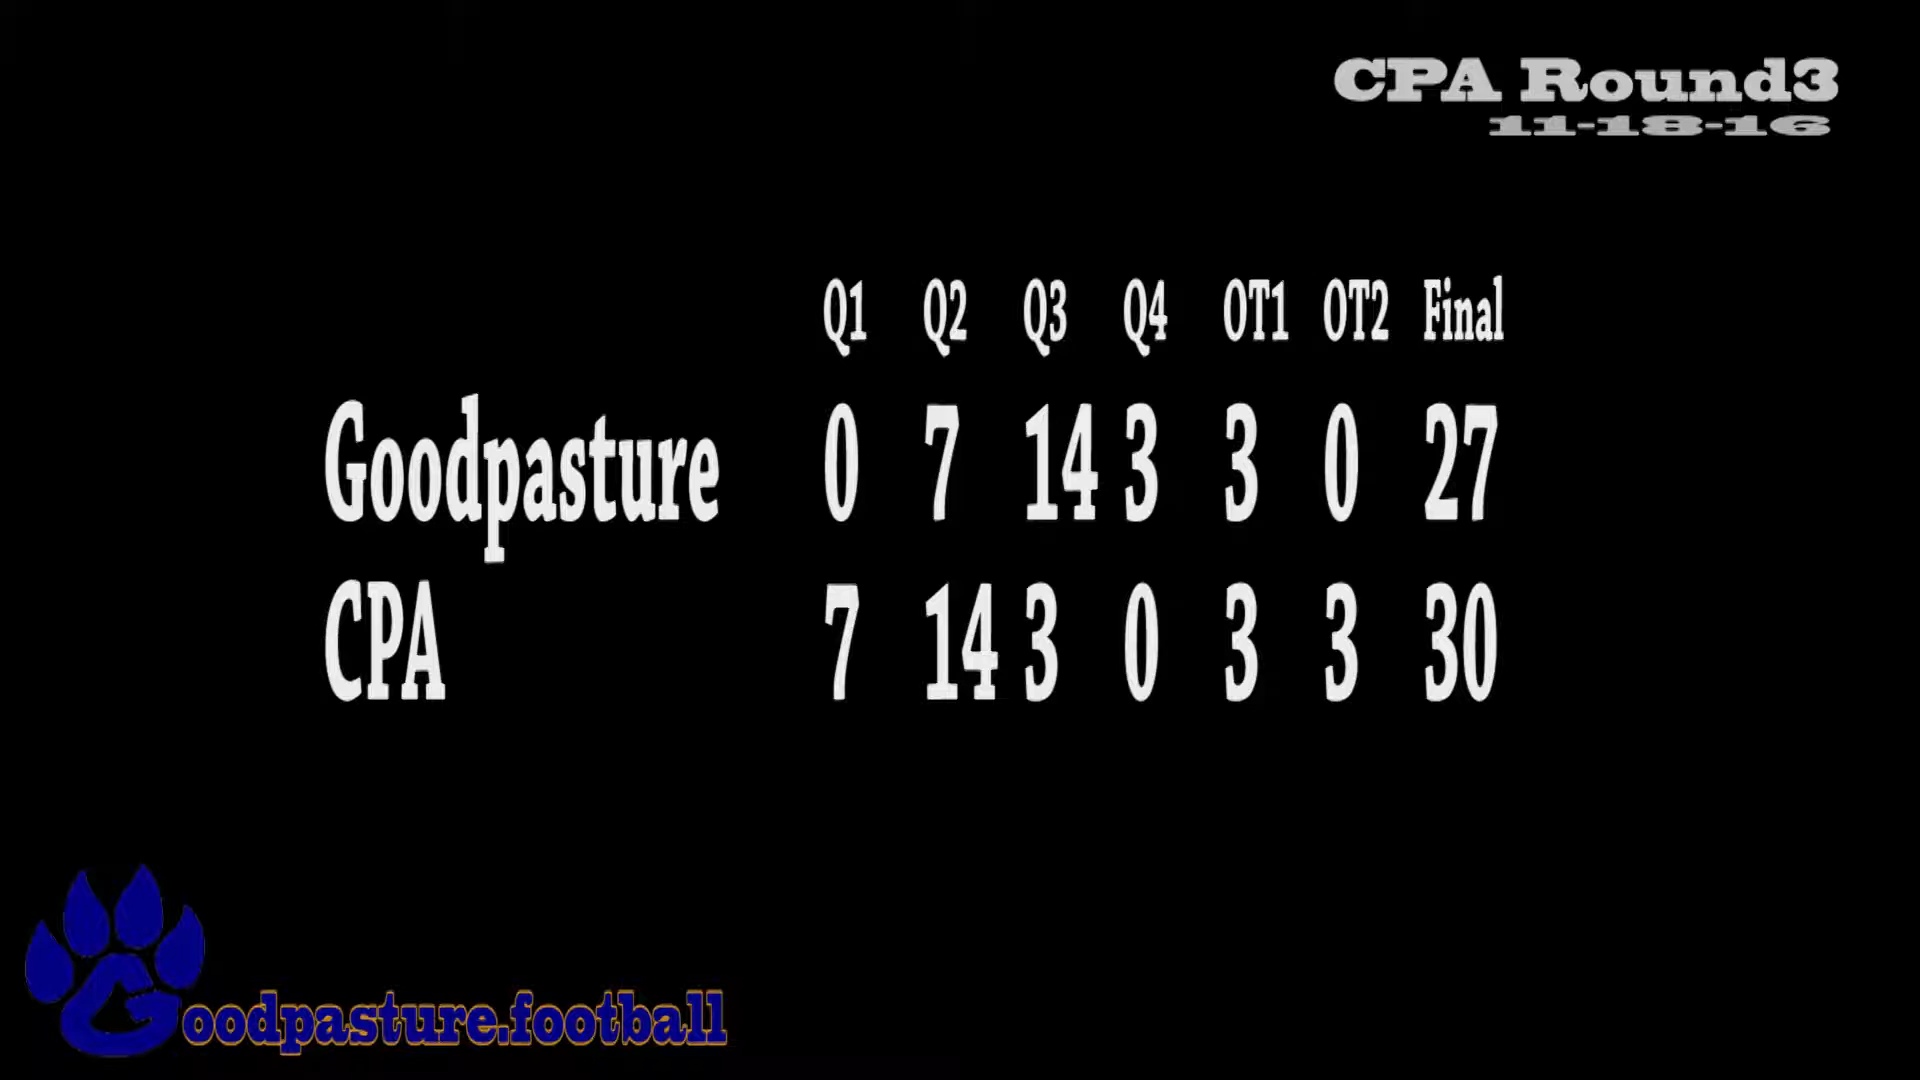 CPA Round3
11-18-16
Q1 Q2 Q3 Q4 OT1 OT2 Final
Goodpasture 0 7 14 3 3 0 27
CPA 7 14 3 0 3 3 30
Goodpasture.football